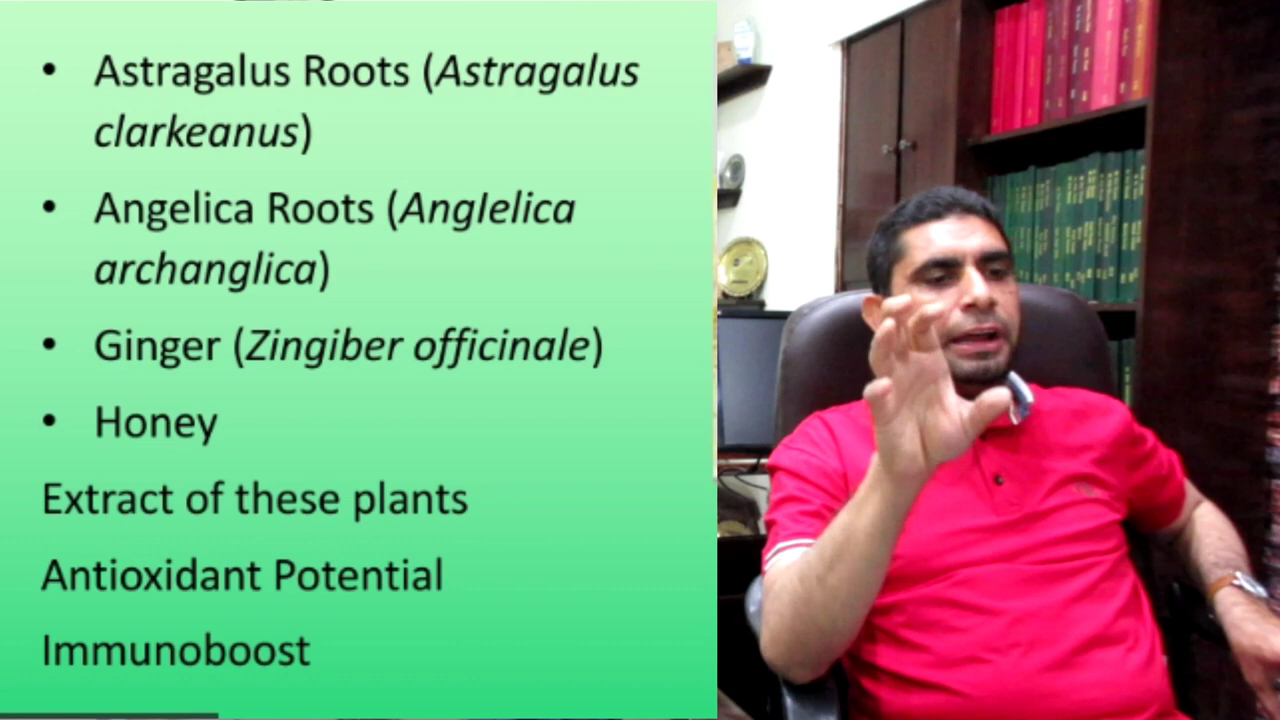 • Astragalus Roots (Astragalus
clarkeanus)
• Angelica Roots (Anglelica
archanglica)
• Ginger (Zingiber officinale)
• Honey
Extract of these plants
Antioxidant Potential
Immunoboost